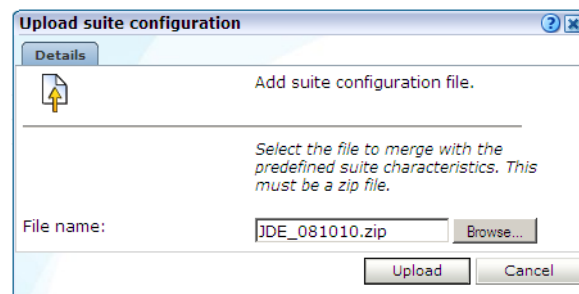 Upload suite configuration
Details
Add suite configuration file.
Select the file to merge with the
predefined suite characteristics. This
must be a zip file.
File name: JDE_081010.zip Browse...
Upload Cancel